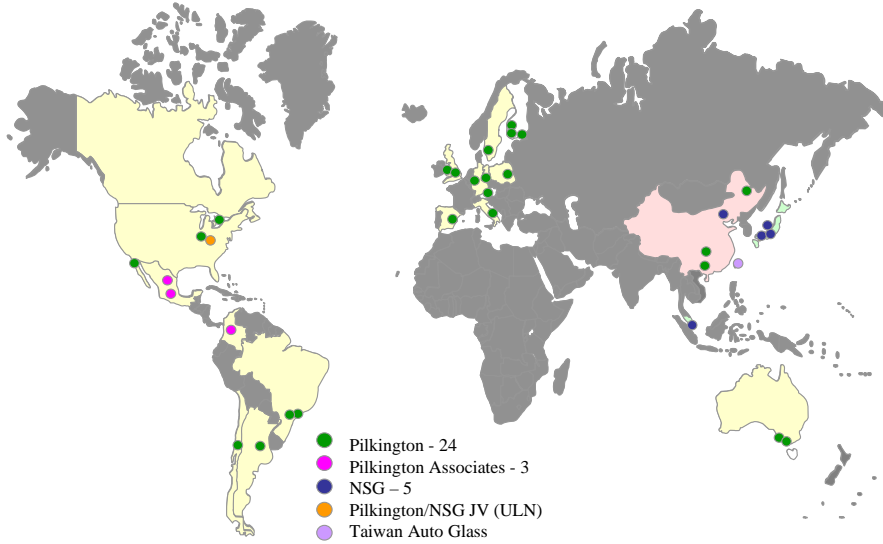 Pilkington - 24
Pilkington Associates - 3
NSG – 5
Pilkington/NSG JV (ULN)
Taiwan Auto Glass